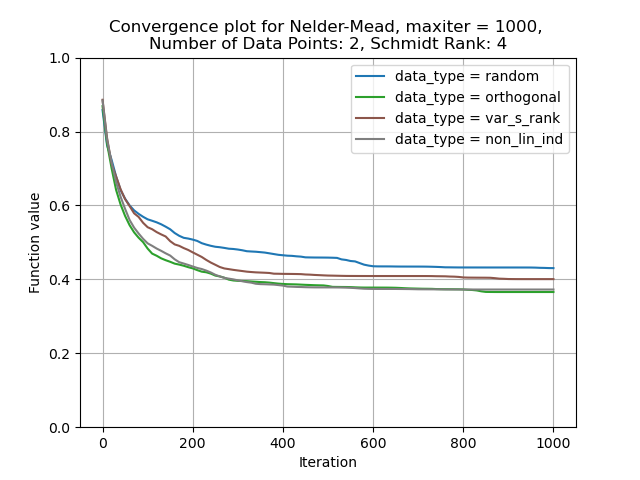 Convergence plot for Nelder-Mead, maxiter = 1000,
Number of Data Points: 2, Schmidt Rank: 4
data_type = random
data_type = orthogonal
data_type = var_s_rank
data_type = non_lin_ind
Function value
1.0
0.8
0.6
0.4
0.2
0.0
0 200 400 600 800 1000
Iteration